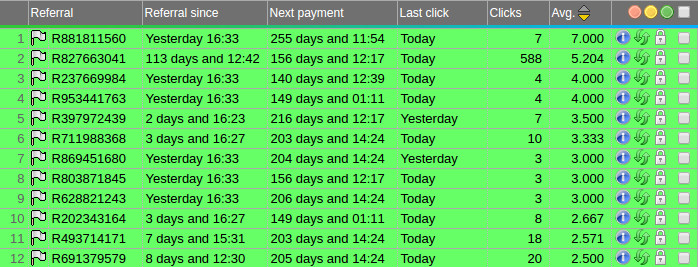 Referral Referral since Next payment Last click Clicks Avg.
1 R881811560 Yesterday 16:33 255 days and 11:54 Today 7 7.000
2 R827663041 113 days and 12:42 156 days and 12:17 Today 588 5.204
3 R237669984 Yesterday 16:33 140 days and 12:39 Today 4 4.000
4 R953441763 Yesterday 16:33 149 days and 01:11 Today 4 4.000
5 R397972439 2 days and 16:23 216 days and 12:17 Yesterday 7 3.500
6 R711988368 3 days and 16:27 203 days and 14:24 Today 10 3.333
7 R869451680 Yesterday 16:33 204 days and 14:24 Yesterday 3 3.000
8 R803871845 Yesterday 16:33 156 days and 12:17 Today 3 3.000
9 R628821243 Yesterday 16:33 206 days and 14:24 Today 3 3.000
10 R202343164 3 days and 16:27 149 days and 01:11 Today 8 2.667
11 R493714171 7 days and 15:31 203 days and 14:24 Today 18 2.571
12 R691379579 8 days and 12:30 203 days and 14:24 Today 20 2.500